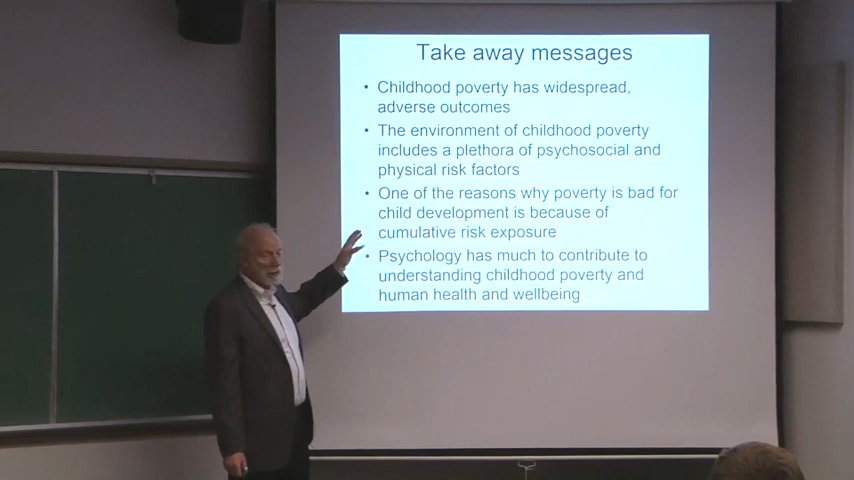 Take away messages
• Childhood poverty has widespread,
adverse outcomes
• The environment of childhood poverty
includes a plethora of psychosocial and
physical risk factors
• One of the reasons why poverty is bad for
child development is because of
cumulative risk exposure
• Psychology has much to contribute to
understanding childhood poverty and
human health and wellbeing